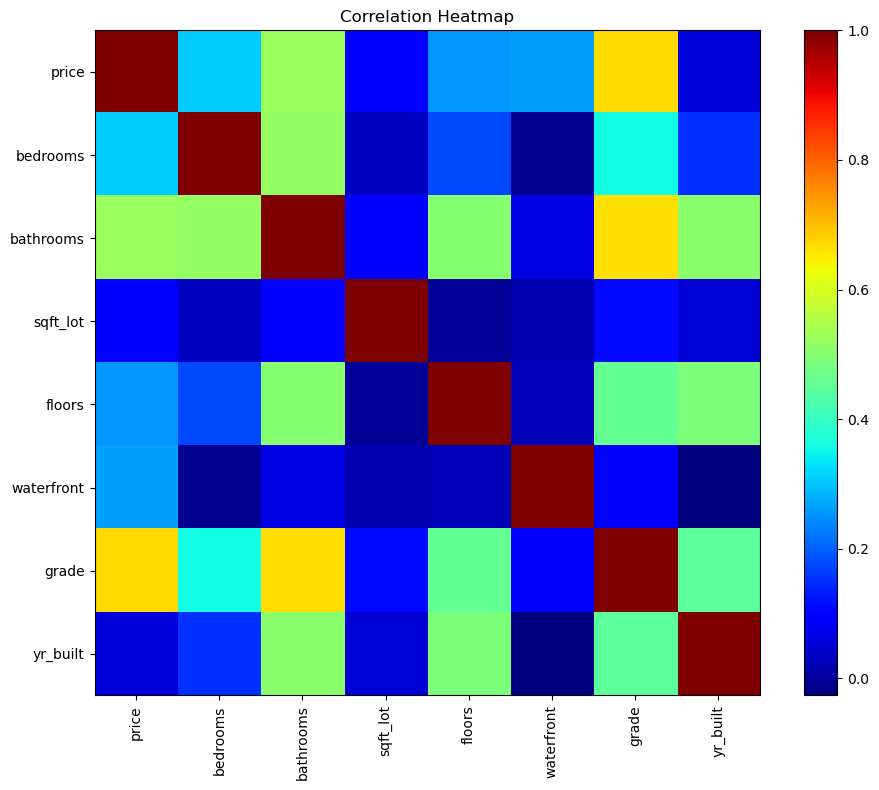 Correlation Heatmap
price
bedrooms
bathrooms
sqft_lot
floors
waterfront
grade
yr_built
price
bedrooms
bathrooms
sqft_lot
floors
waterfront
grade
yr_built
1.0
0.8
0.6
0.4
0.2
0.0